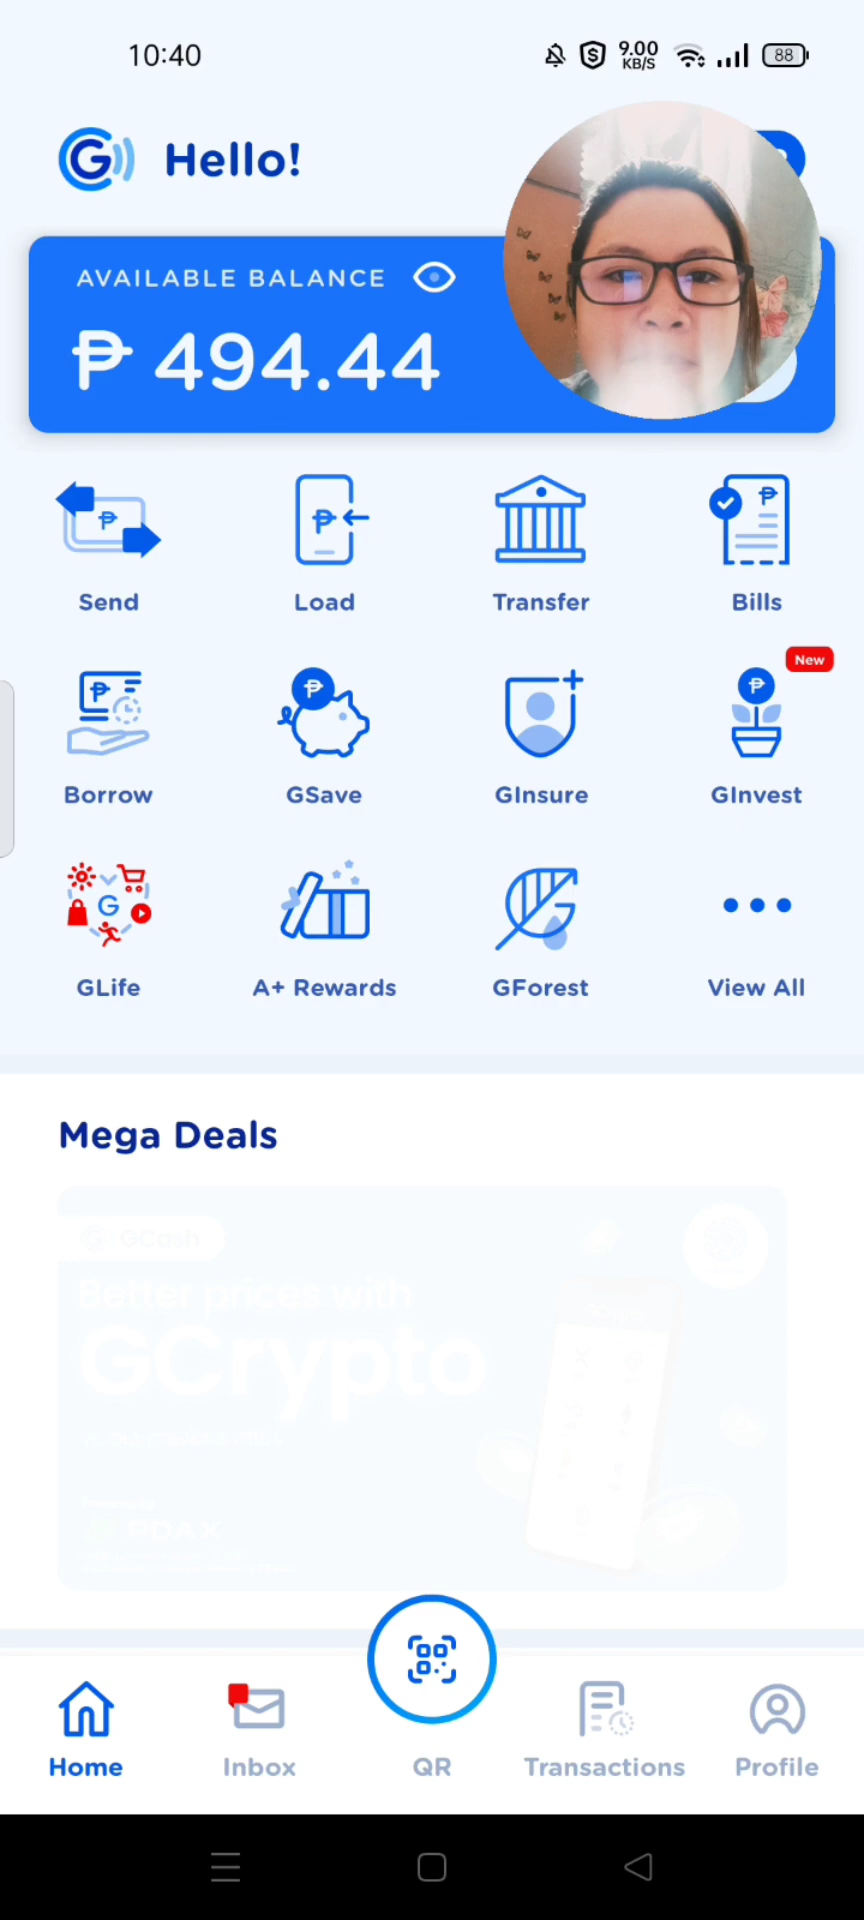 10:40
9.00
KB/S
88
Hello!
AVAILABLE BALANCE
₱ 494.44
Send
Load
Transfer
Bills
New
Borrow
GSave
GInsure
GInvest
GLife
A+ Rewards
GForest
View All
Mega Deals
GCash
Better prices with
GCrypto
PDAX
Home
Inbox
QR
Transactions
Profile